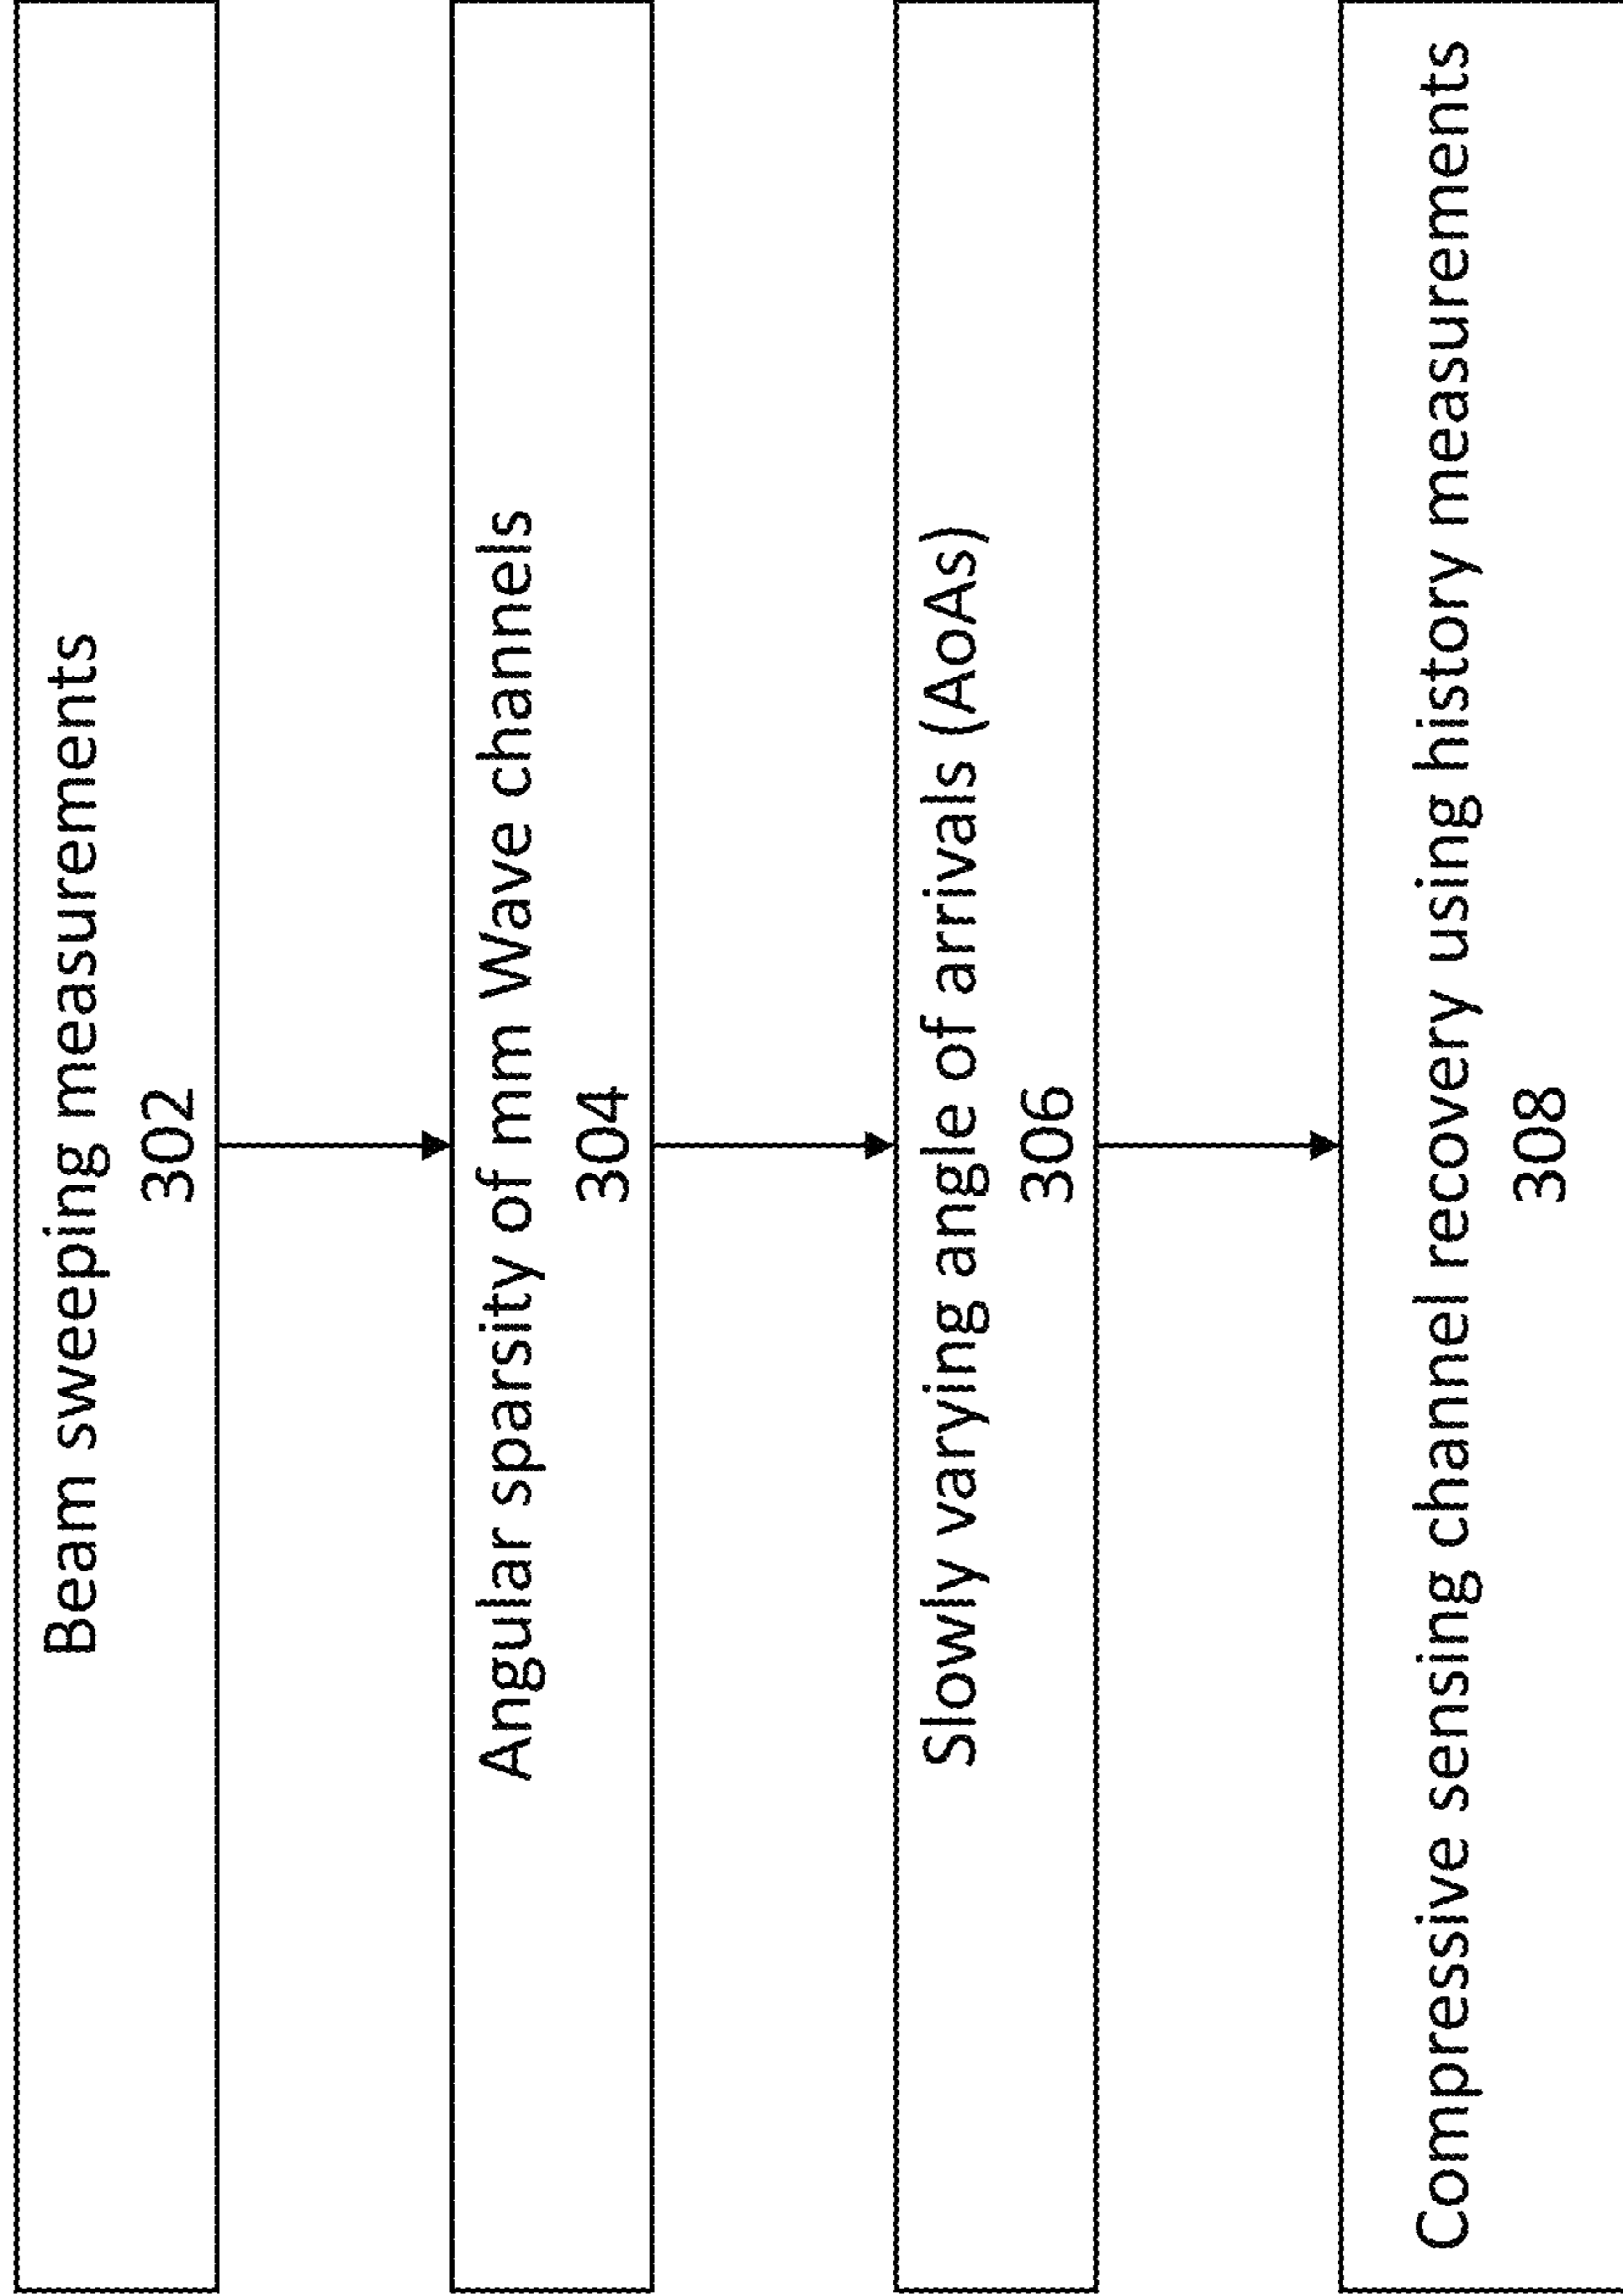 Beam sweeping measurements
302
Angular sparsity of mm Wave channels
304
Slowly varying angle of arrivals (AoAs)
306
Compressive sensing channel recovery using history measurements
308